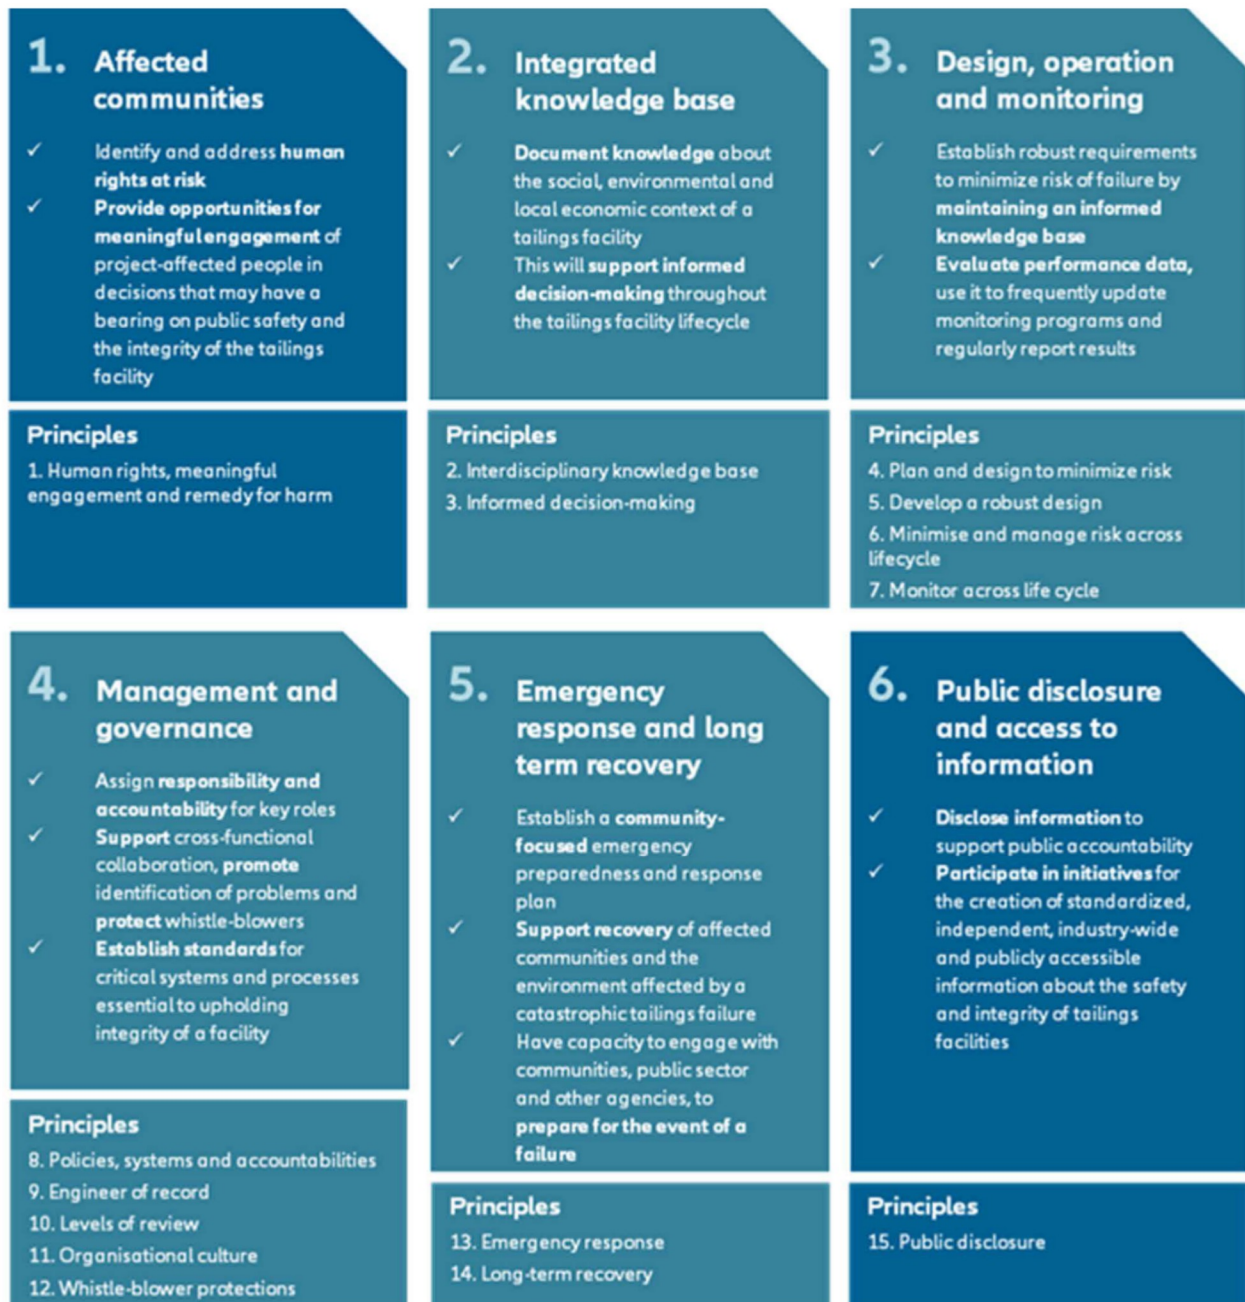 1. Affected
communities
✓ Identify and address human
rights at risk
✓ Provide opportunities for
meaningful engagement of
project-affected people in
decisions that may have a
bearing on public safety and
the integrity of the tailings
facility
Principles
1. Human rights, meaningful
engagement and remedy for harm
2. Integrated
knowledge base
✓ Document knowledge about
the social, environmental and
local economic context of a
tailings facility
✓ This will support informed
decision-making throughout
the tailings facility lifecycle
Principles
2. Interdisciplinary knowledge base
3. Informed decision-making
3. Design, operation
and monitoring
✓ Establish robust requirements
to minimize risk of failure by
maintaining an informed
knowledge base
✓ Evaluate performance data,
use it to frequently update
monitoring programs and
regularly report results
Principles
4. Plan and design to minimize risk
5. Develop a robust design
6. Minimise and manage risk across
lifecycle
7. Monitor across life cycle
4. Management and
governance
✓ Assign responsibility and
accountability for key roles
✓ Support cross-functional
collaboration, promote
identification of problems and
protect whistle-blowers
✓ Establish standards for
critical systems and processes
essential to upholding
integrity of a facility
Principles
8. Policies, systems and accountabilities
9. Engineer of record
10. Levels of review
11. Organisational culture
12. Whistle-blower protections
5. Emergency
response and long
term recovery
✓ Establish a community-
focused emergency
preparedness and response
plan
✓ Support recovery of affected
communities and the
environment affected by a
catastrophic tailings failure
✓ Have capacity to engage with
communities, public sector
and other agencies, to
prepare for the event of a
failure
Principles
13. Emergency response
14. Long-term recovery
6. Public disclosure
and access to
information
✓ Disclose information to
support public accountability
✓ Participate in initiatives for
the creation of standardized,
independent, industry-wide
and publicly accessible
information about the safety
and integrity of tailings
facilities
Principles
15. Public disclosure